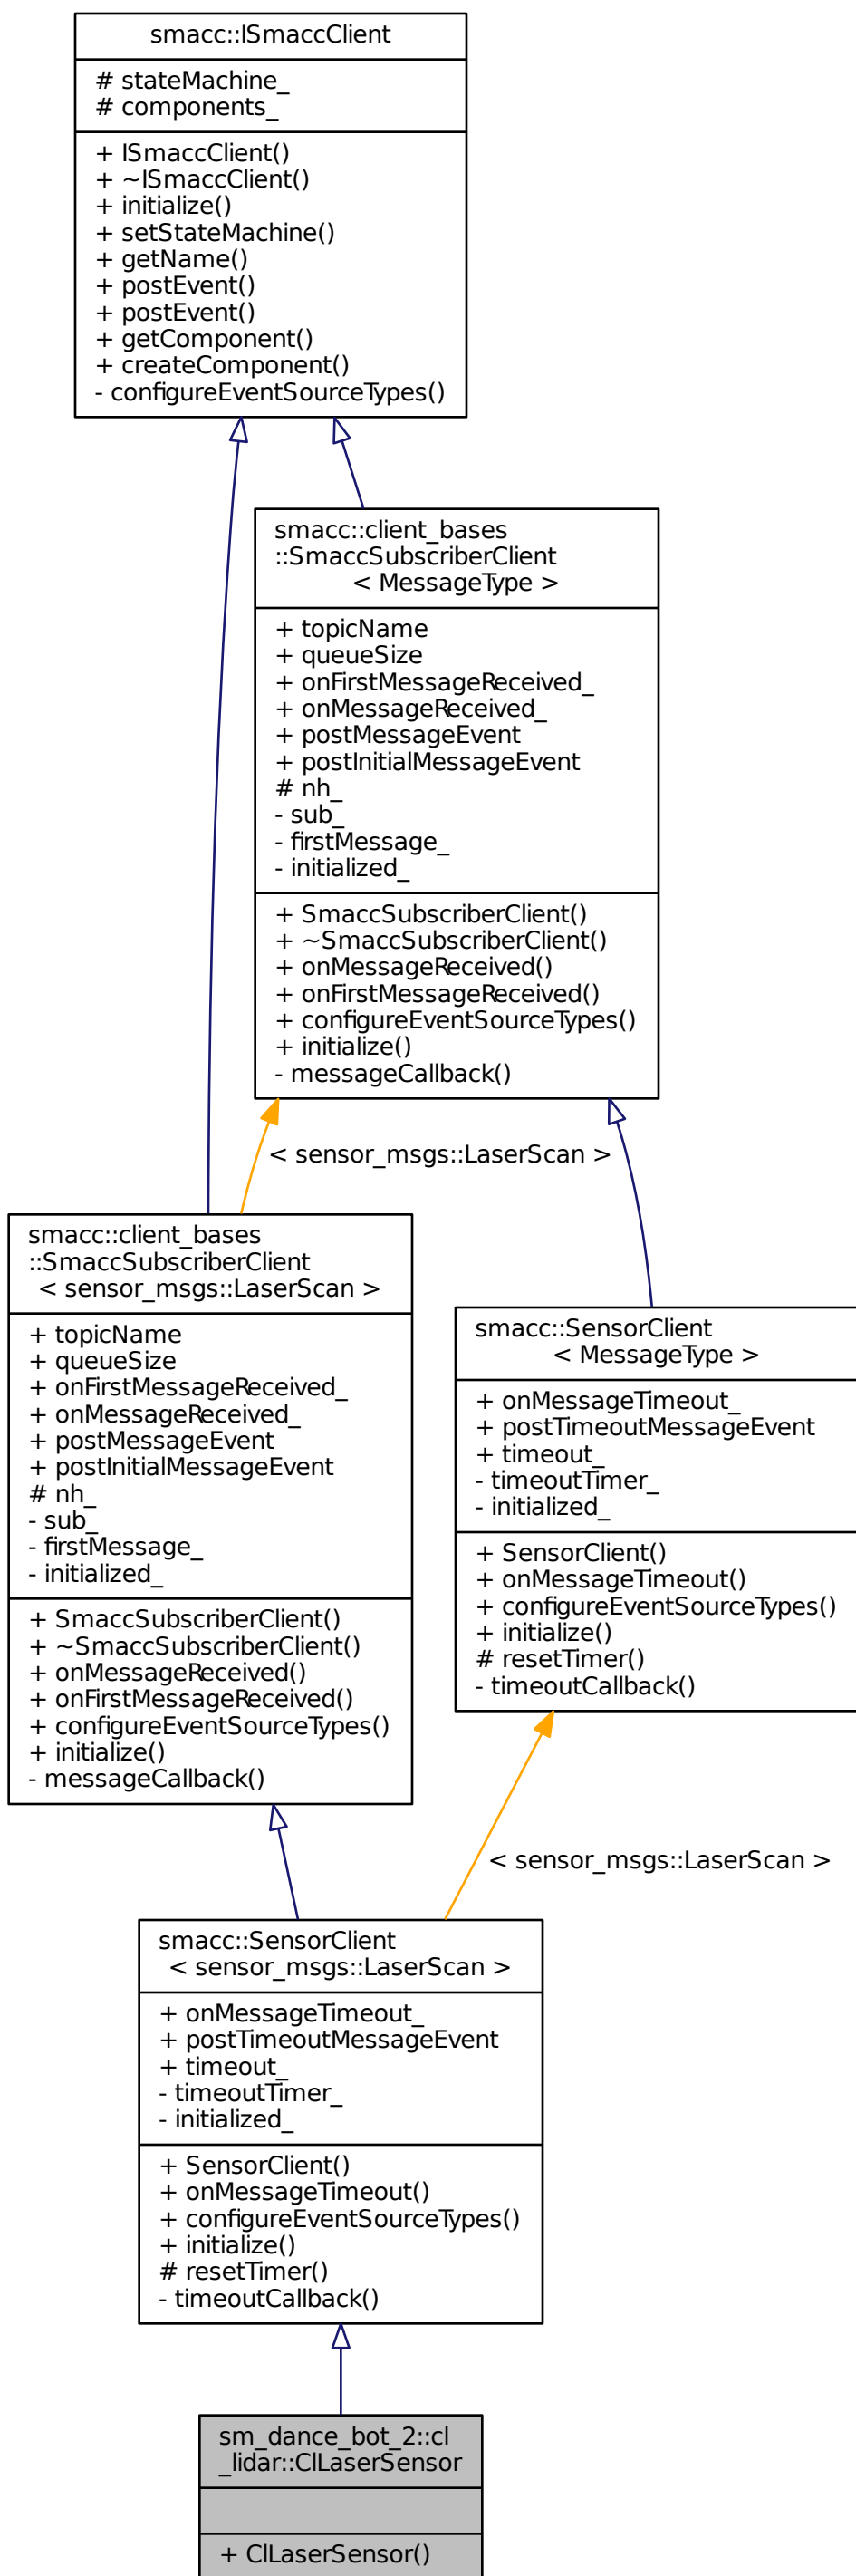 smacc::ISmaccClient
# stateMachine_
# components_
+ ISmaccClient()
+ ~ISmaccClient()
+ initialize()
+ setStateMachine()
+ getName()
+ postEvent()
+ postEvent()
+ getComponent()
+ createComponent()
- configureEventSourceTypes()
smacc::client_bases
::SmaccSubscriberClient
< MessageType >
+ topicName
+ queueSize
+ onFirstMessageReceived_
+ onMessageReceived_
+ postMessageEvent
+ postInitialMessageEvent
# nh_
- sub_
- firstMessage_
- initialized_
+ SmaccSubscriberClient()
+ ~SmaccSubscriberClient()
+ onMessageReceived()
+ onFirstMessageReceived()
+ configureEventSourceTypes()
+ initialize()
- messageCallback()
< sensor_msgs::LaserScan >
smacc::client_bases
::SmaccSubscriberClient
< sensor_msgs::LaserScan >
+ topicName
+ queueSize
+ onFirstMessageReceived_
+ onMessageReceived_
+ postMessageEvent
+ postInitialMessageEvent
# nh_
- sub_
- firstMessage_
- initialized_
+ SmaccSubscriberClient()
+ ~SmaccSubscriberClient()
+ onMessageReceived()
+ onFirstMessageReceived()
+ configureEventSourceTypes()
+ initialize()
- messageCallback()
smacc::SensorClient
< MessageType >
+ onMessageTimeout_
+ postTimeoutMessageEvent
+ timeout_
- timeoutTimer_
- initialized_
+ SensorClient()
+ onMessageTimeout()
+ configureEventSourceTypes()
+ initialize()
# resetTimer()
- timeoutCallback()
< sensor_msgs::LaserScan >
smacc::SensorClient
< sensor_msgs::LaserScan >
+ onMessageTimeout_
+ postTimeoutMessageEvent
+ timeout_
- timeoutTimer_
- initialized_
+ SensorClient()
+ onMessageTimeout()
+ configureEventSourceTypes()
+ initialize()
# resetTimer()
- timeoutCallback()
sm_dance_bot_2::cl
_lidar::ClLaserSensor
+ ClLaserSensor()